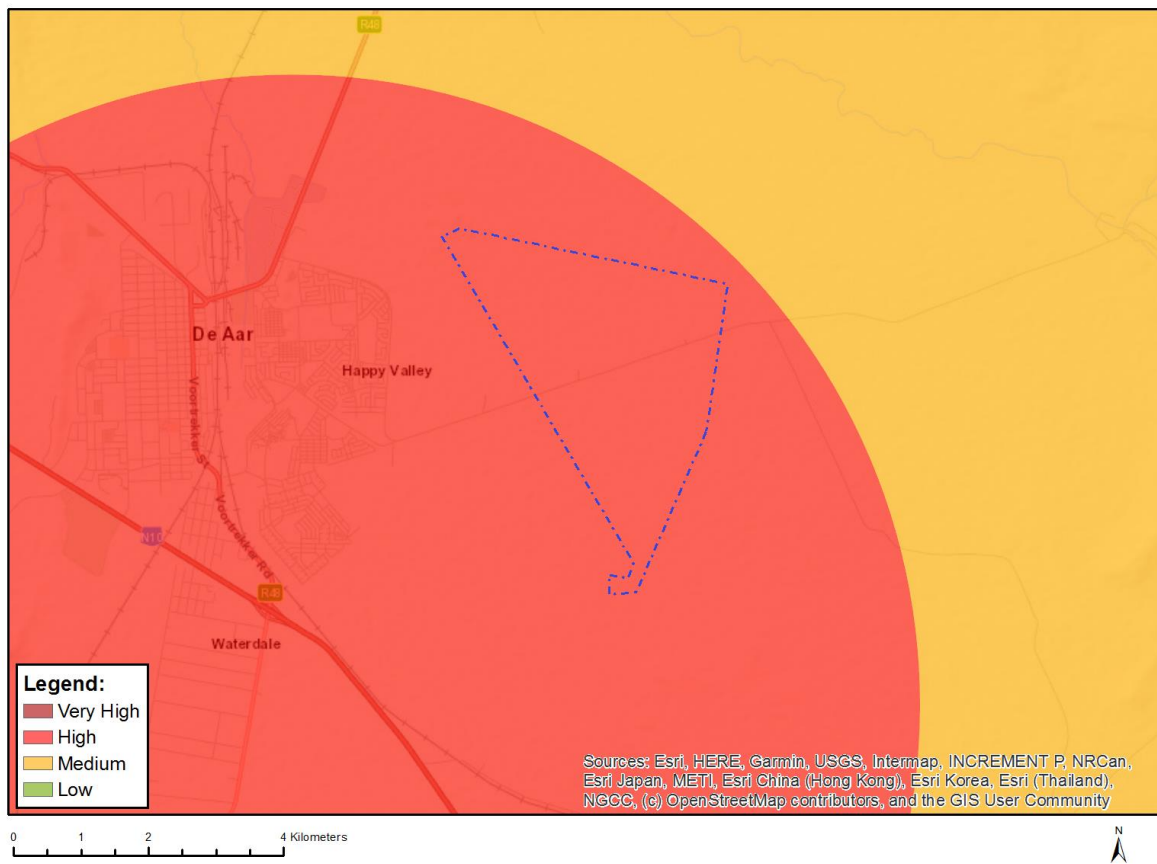 R48
De Aar
Happy Valley
Voortrekker St
N10
Voortrekker Rd
R48
Waterdale
Legend:
Very High
High
Medium
Low
Sources: Esri, HERE, Garmin, USGS, Intermap, INCREMENT P, NRCan,
Esri Japan, METI, Esri China (Hong Kong), Esri Korea, Esri (Thailand),
NGCC, (c) OpenStreetMap contributors, and the GIS User Community
0 1 2 4 Kilometers
N